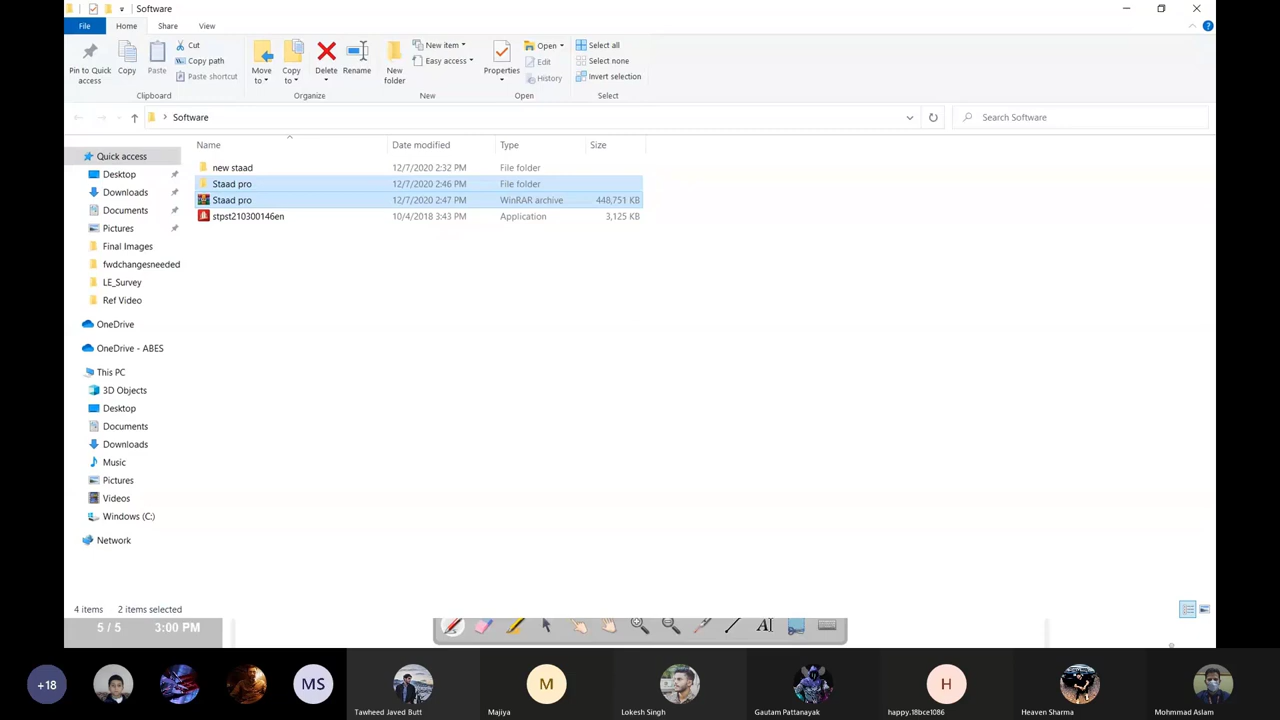 Software
File
Home
Share
View
Pin to Quick access
Copy
Paste
Cut
Copy path
Paste shortcut
Move to
Copy to
Delete
Rename
New folder
New item
Easy access
Properties
Open
Edit
History
Select all
Select none
Invert selection
Clipboard
Organize
New
Open
Select
Software
Search Software
Name
Date modified
Type
Size
new staad
12/7/2020 2:32 PM
File folder
Staad pro
12/7/2020 2:46 PM
File folder
Staad pro
12/7/2020 2:47 PM
WinRAR archive
448,751 KB
stpst210300146en
10/4/2018 3:43 PM
Application
3,125 KB
Quick access
Desktop
Downloads
Documents
Pictures
Final Images
fwdchangesneeded
LE_Survey
Ref Video
OneDrive
OneDrive - ABES
This PC
3D Objects
Desktop
Documents
Downloads
Music
Pictures
Videos
Windows (C:)
Network
4 items
2 items selected
5 / 5
3:00 PM
A
+18
MS
Tawheed Javed Butt
M
Majiya
Lokesh Singh
Gautam Pattanayak
H
happy.18bce1086
Heaven Sharma
Mohmmad Aslam